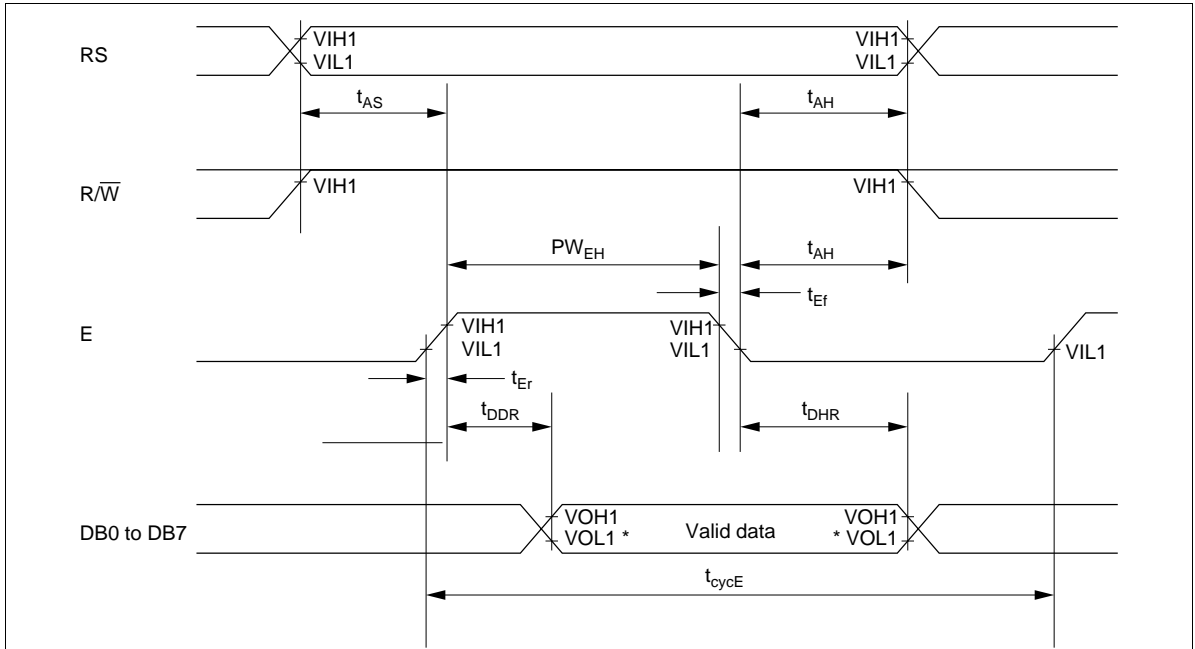 RS
VIH1
VIL1
VIH1
VIL1
tAS
tAH
R/W̅
VIH1
VIH1
PWEH
tAH
tEf
E
VIH1
VIL1
VIH1
VIL1
VIL1
tEr
tDDR
tDHR
DB0 to DB7
VOH1
VOL1 *
Valid data
VOH1
* VOL1
tcycE